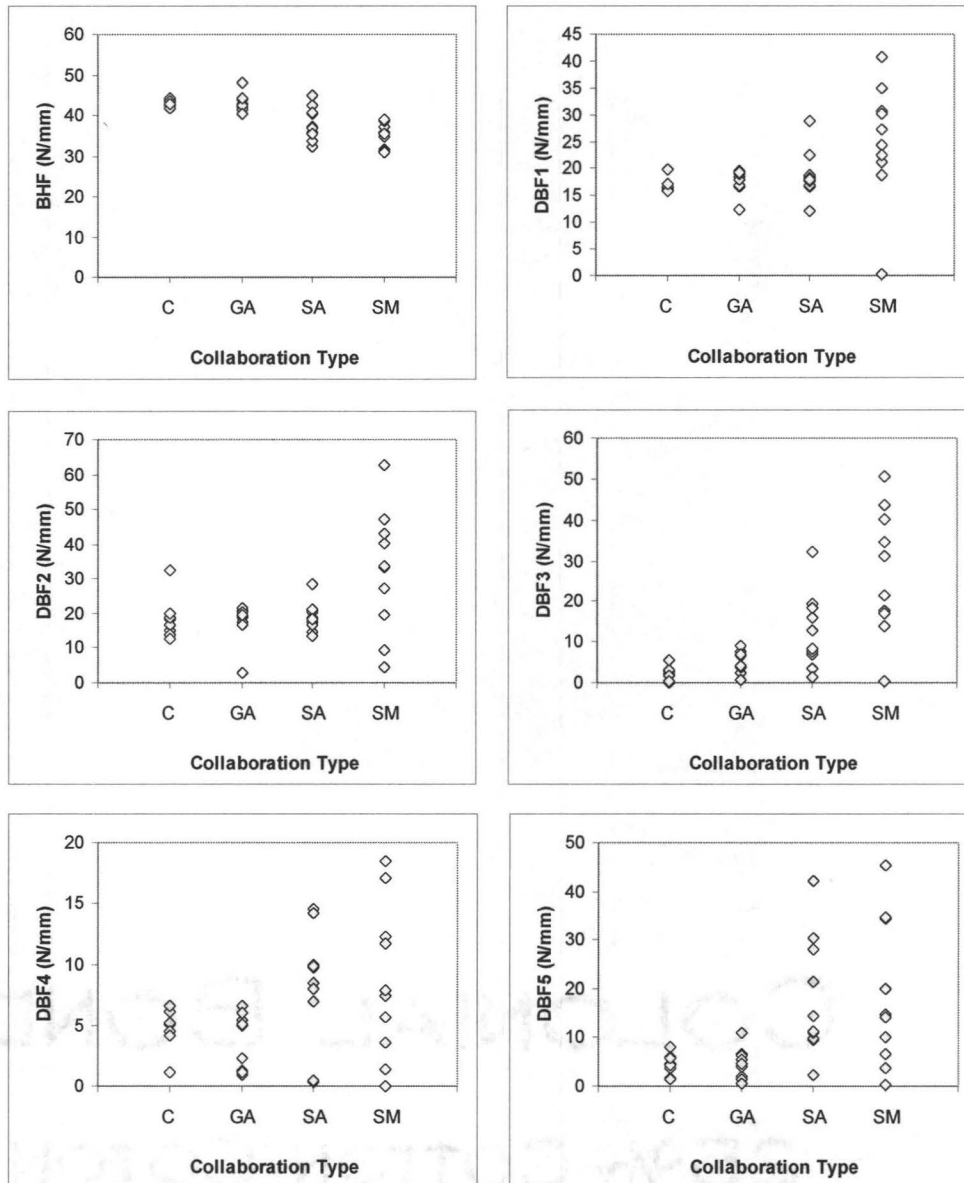 60
50
40
30
20
10
0
BHF (N/mm)
C GA SA SM
Collaboration Type
45
40
35
30
25
20
15
10
5
0
DBF1 (N/mm)
C GA SA SM
Collaboration Type
70
60
50
40
30
20
10
0
DBF2 (N/mm)
C GA SA SM
Collaboration Type
60
50
40
30
20
10
0
DBF3 (N/mm)
C GA SA SM
Collaboration Type
20
15
10
5
0
DBF4 (N/mm)
C GA SA SM
Collaboration Type
50
40
30
20
10
0
DBF5 (N/mm)
C GA SA SM
Collaboration Type